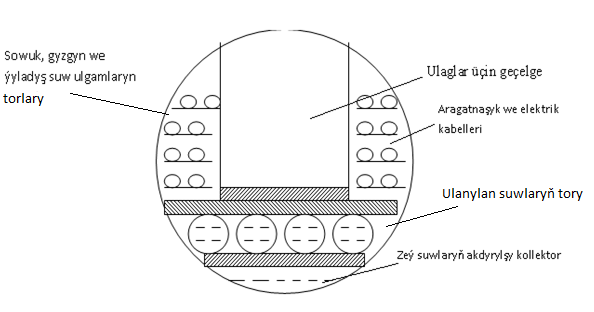 Sowuk, gyzgyn we
ýyladyş suw ulgamlaryn
torlary
Ulaglar üçin geçelge
Aragatnaşyk we elektrik
kabelleri
Ulanylan suwlaryň tory
Zeý suwlaryň akdyrylşy kollektor